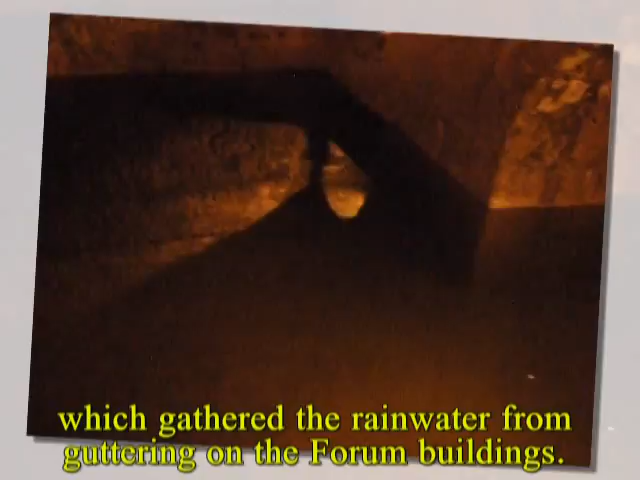 which gathered the rainwater from
guttering on the Forum buildings.